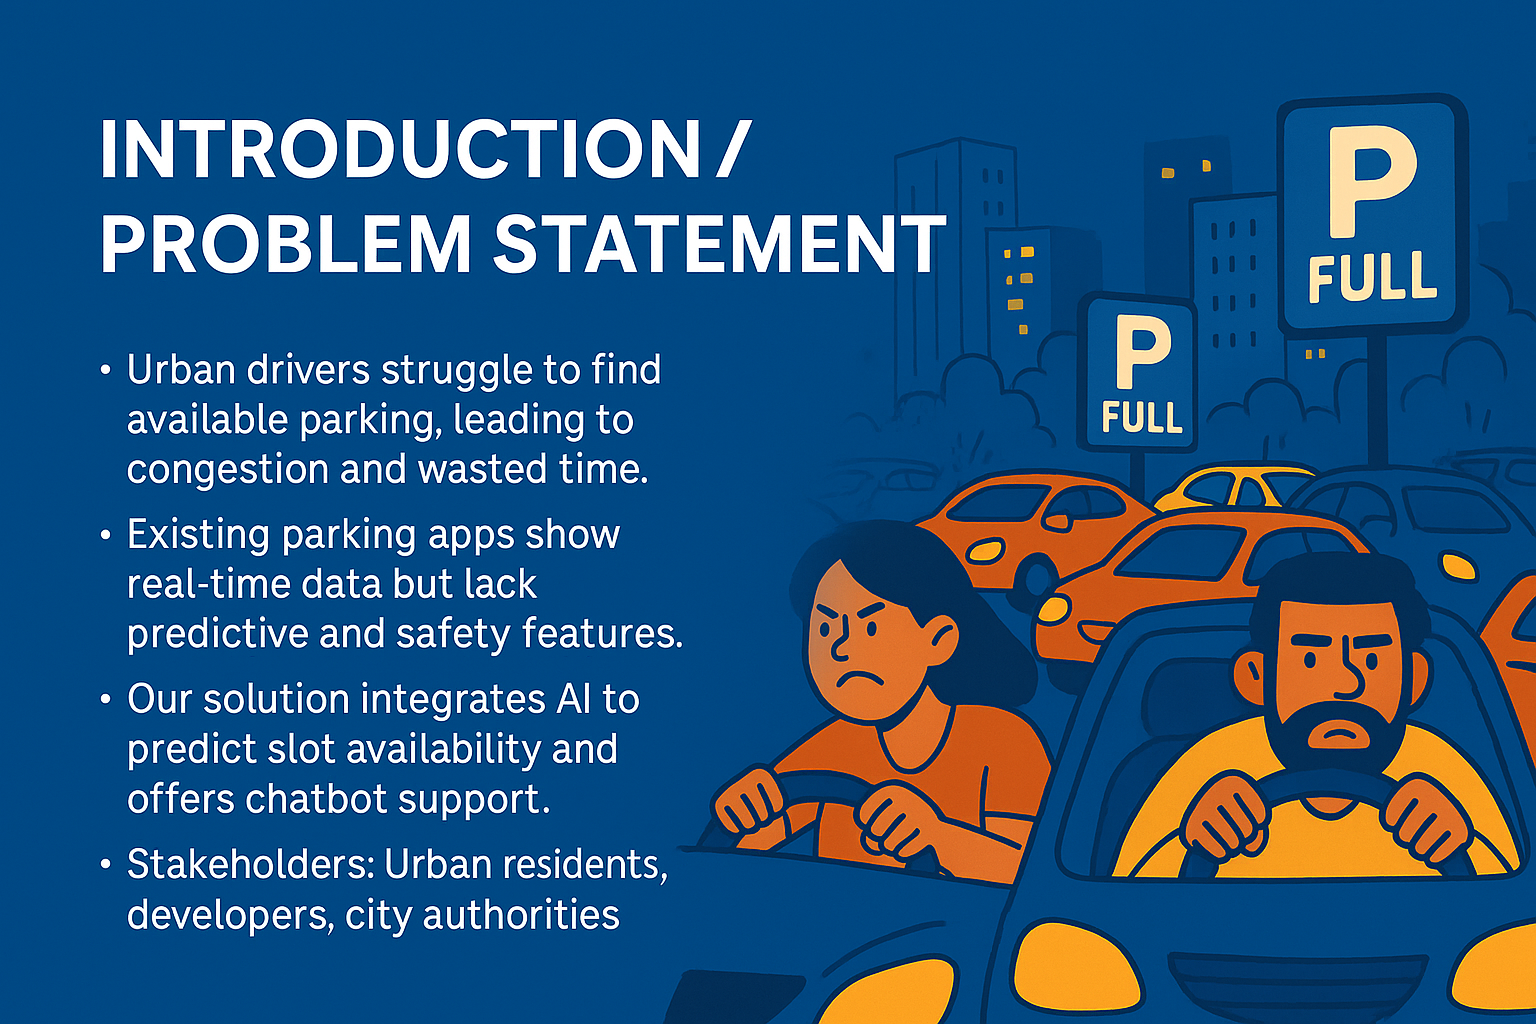 INTRODUCTION /
PROBLEM STATEMENT
• Urban drivers struggle to find
available parking, leading to
congestion and wasted time.
• Existing parking apps show
real-time data but lack
predictive and safety features.
• Our solution integrates AI to
predict slot availability and
offers chatbot support.
• Stakeholders: Urban residents,
developers, city authorities
P
FULL
P
FULL